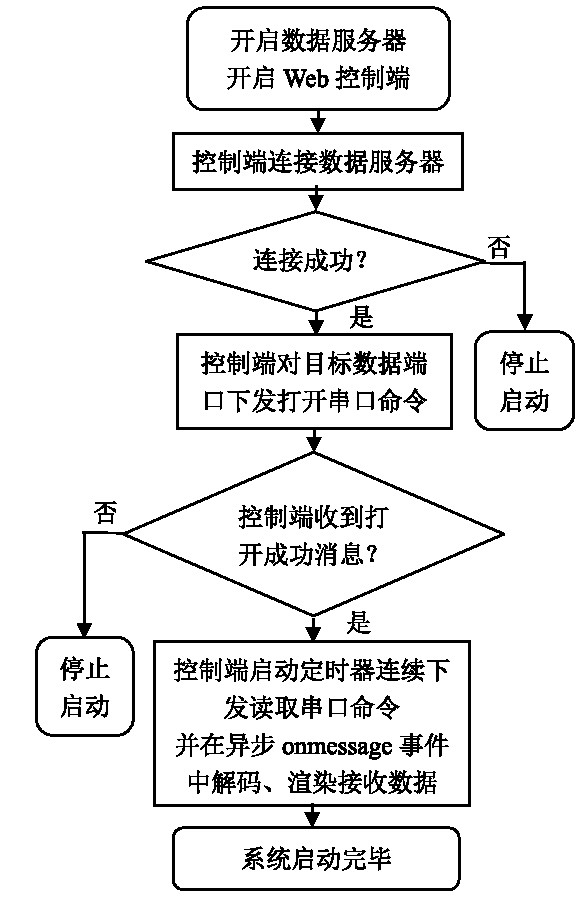 开启数据服务器
开启 Web 控制端
控制端连接数据服务器
连接成功？
否
是
控制端对目标数据端
口下发打开串口命令
停止
启动
控制端收到打
开成功消息？
否
是
停止
启动
控制端启动定时器连续下
发读取串口命令
并在异步 onmessage 事件
中解码、渲染接收数据
系统启动完毕